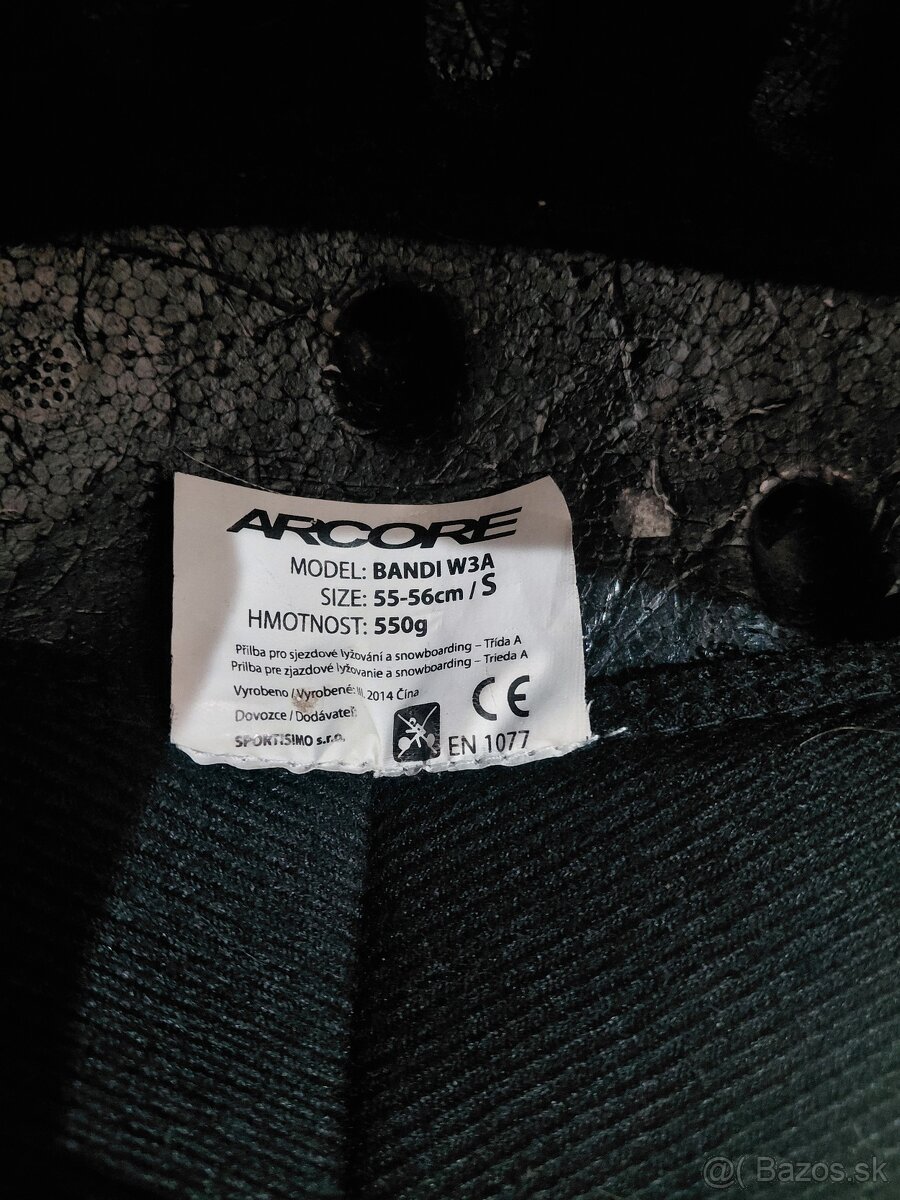 ARCORE
MODEL: BANDI W3A
SIZE: 55-56cm / S
HMOTNOST: 550g
Přilba pro sjezdové lyžování a snowboarding – Třída A
Prilba pre zjazdové lyžovanie a snowboarding – Trieda A
Vyrobeno / Vyrobené: 2014 Čína
Dovozce / Dodávateľ:
SPORTISIMO s.r.o.
CE
EN 1077
@( Bazos.sk